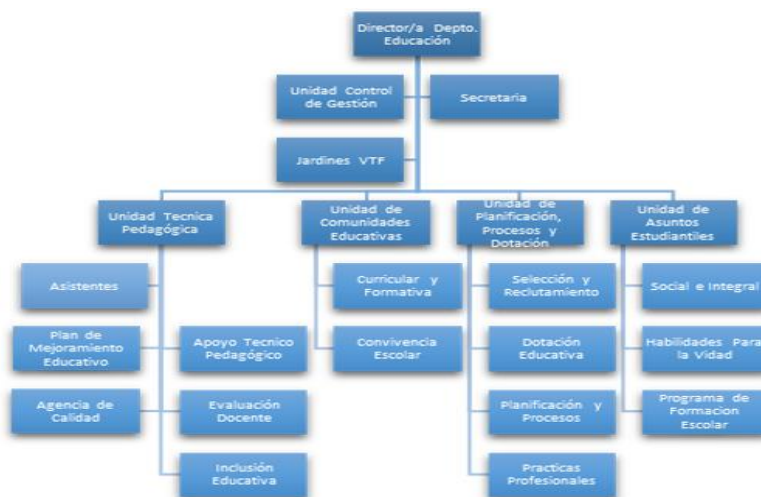 Director/a Depto.
Educación
Unidad Control
de Gestión
Secretaria
Jardines VTF
Unidad Tecnica
Pedagógica
Unidad de
Comunidades
Educativas
Unidad de
Planificación,
Procesos y
Dotación
Unidad de
Asuntos
Estudiantiles
Asistentes
Curricular y
Formativa
Selección y
Reclutamiento
Social e Integral
Plan de
Mejoramiento
Educativo
Apoyo Tecnico
Pedagógico
Convivencia
Escolar
Dotación
Educativa
Habilidades Para
la Vidad
Agencia de
Calidad
Evaluación
Docente
Planificación y
Procesos
Programa de
Formacion
Escolar
Inclusión
Educativa
Practicas
Profesionales